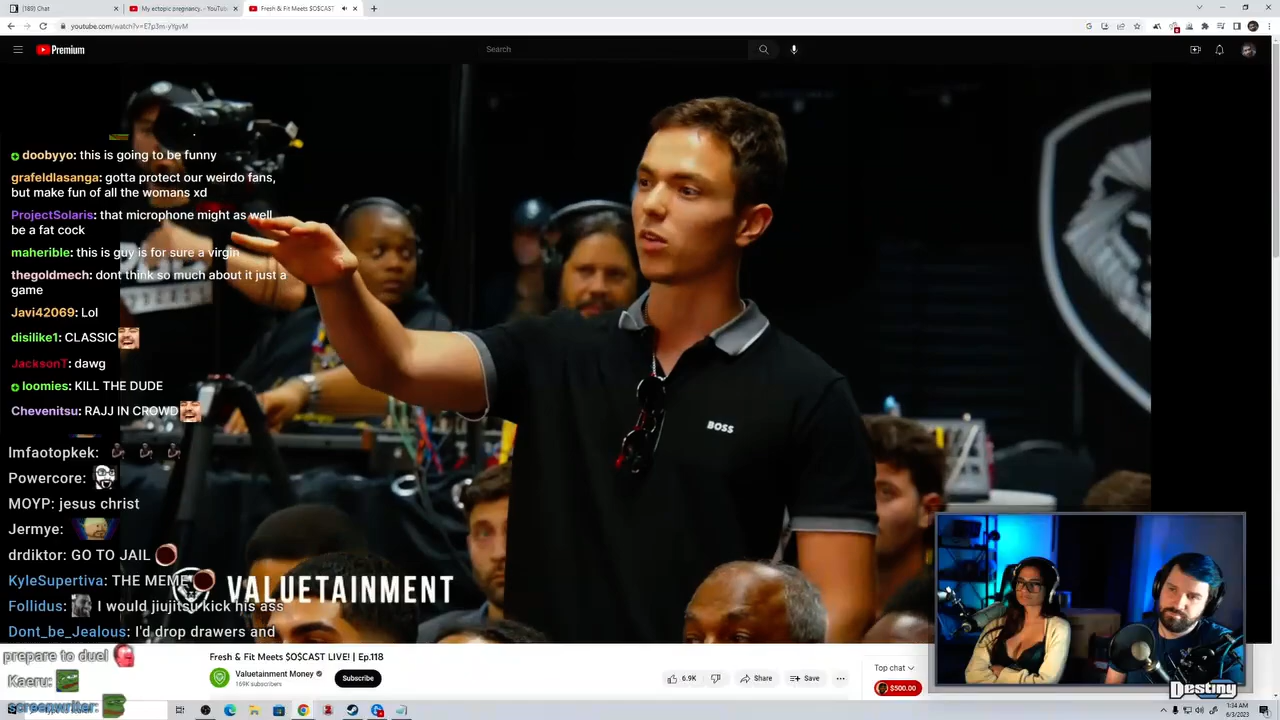 (189) Chat
My ectopic pregnancy. - YouTube
Fresh & Fit Meets $O$CAST LIVE!
youtube.com/watch?v=E7p3m-yYgvM
Premium
Search
doobyyo: this is going to be funny
grafeldlasanga: gotta protect our weirdo fans,
but make fun of all the womans xd
ProjectSolaris: that microphone might as well
be a fat cock
maherible: this is guy is for sure a virgin
thegoldmech: dont think so much about it just a
game
Javi42069: Lol
disilike1: CLASSIC
JacksonT: dawg
loomies: KILL THE DUDE
Chevenitsu: RAJJ IN CROWD
lmfaotopkek:
Powercore:
MOYP: jesus christ
Jermye:
drdiktor: GO TO JAIL
KyleSupertiva: THE MEME
Follidus: I would jiujitsu kick his ass
Dont_be_Jealous: I'd drop drawers and
prepare to duel
Kaeru:
screenwriter:
BOSS
VALUETAINMENT
Destiny
Fresh & Fit Meets $O$CAST LIVE! | Ep.118
Valuetainment Money
169K subscribers
Subscribe
6.9K
Share
Save
Top chat
$500.00
1:34 AM
6/3/2023